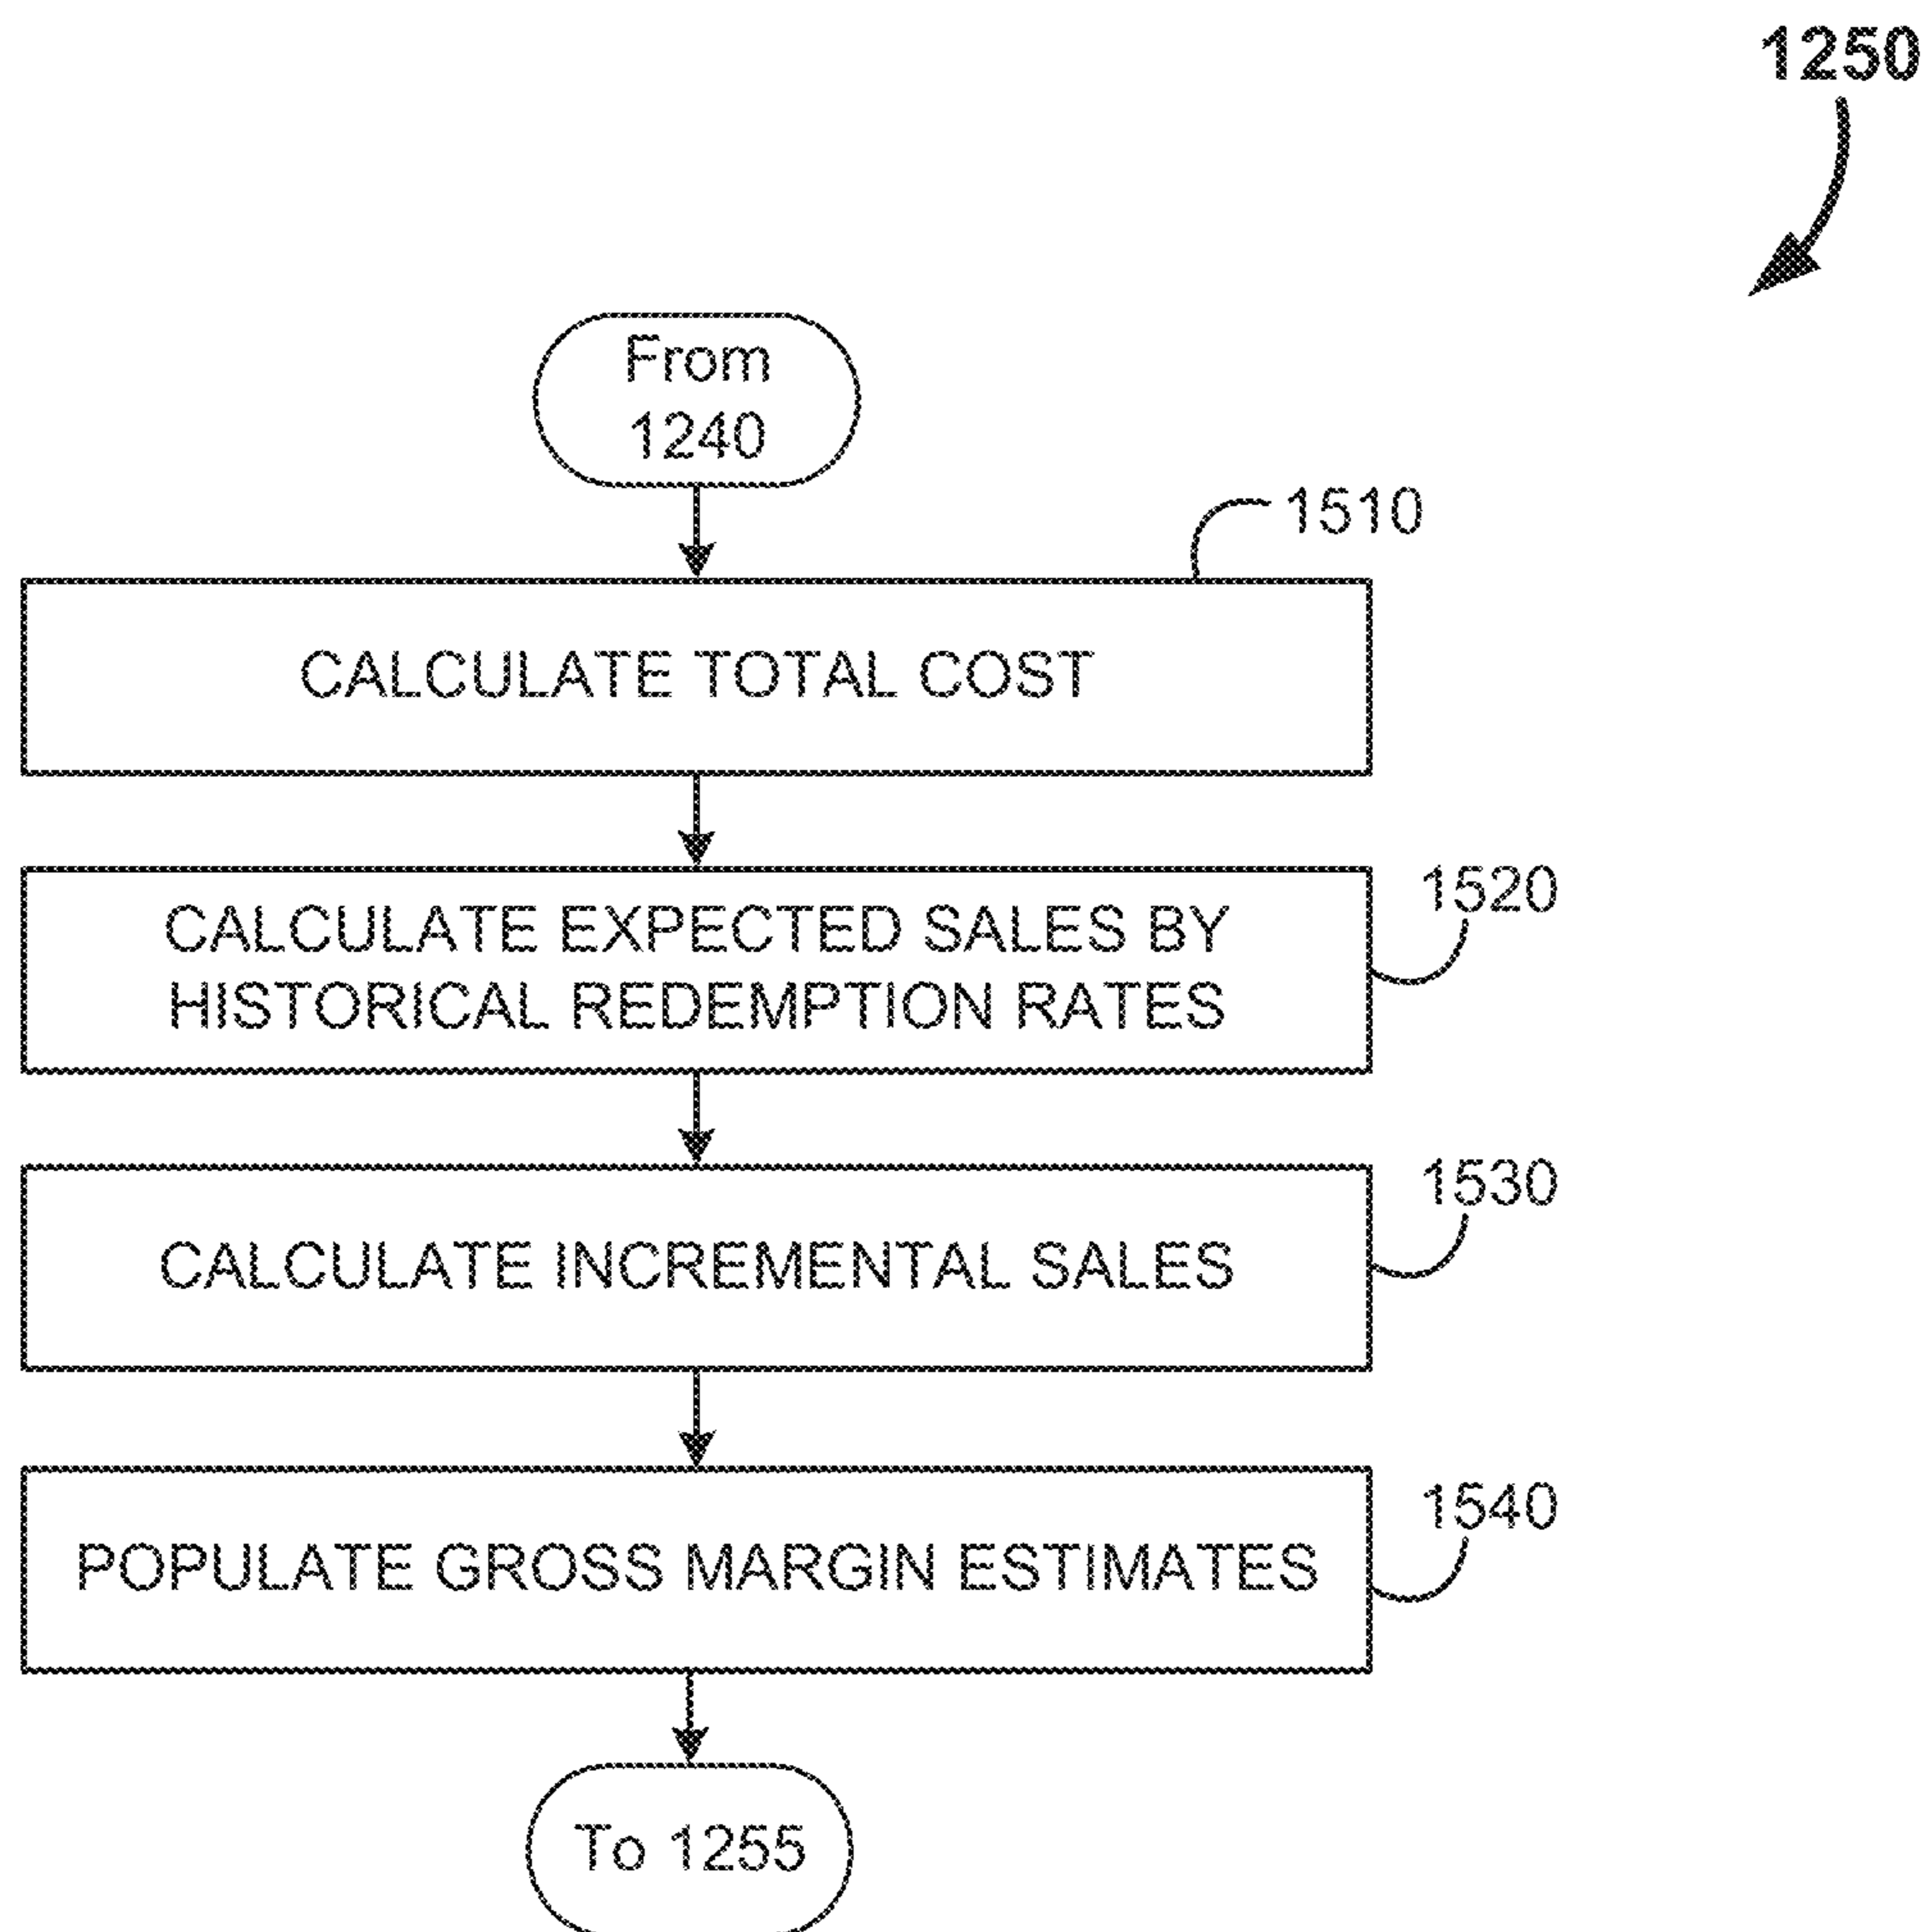 1250
From
1240
1510
CALCULATE TOTAL COST
CALCULATE EXPECTED SALES BY
HISTORICAL REDEMPTION RATES
1520
CALCULATE INCREMENTAL SALES
1530
POPULATE GROSS MARGIN ESTIMATES
1540
To 1255